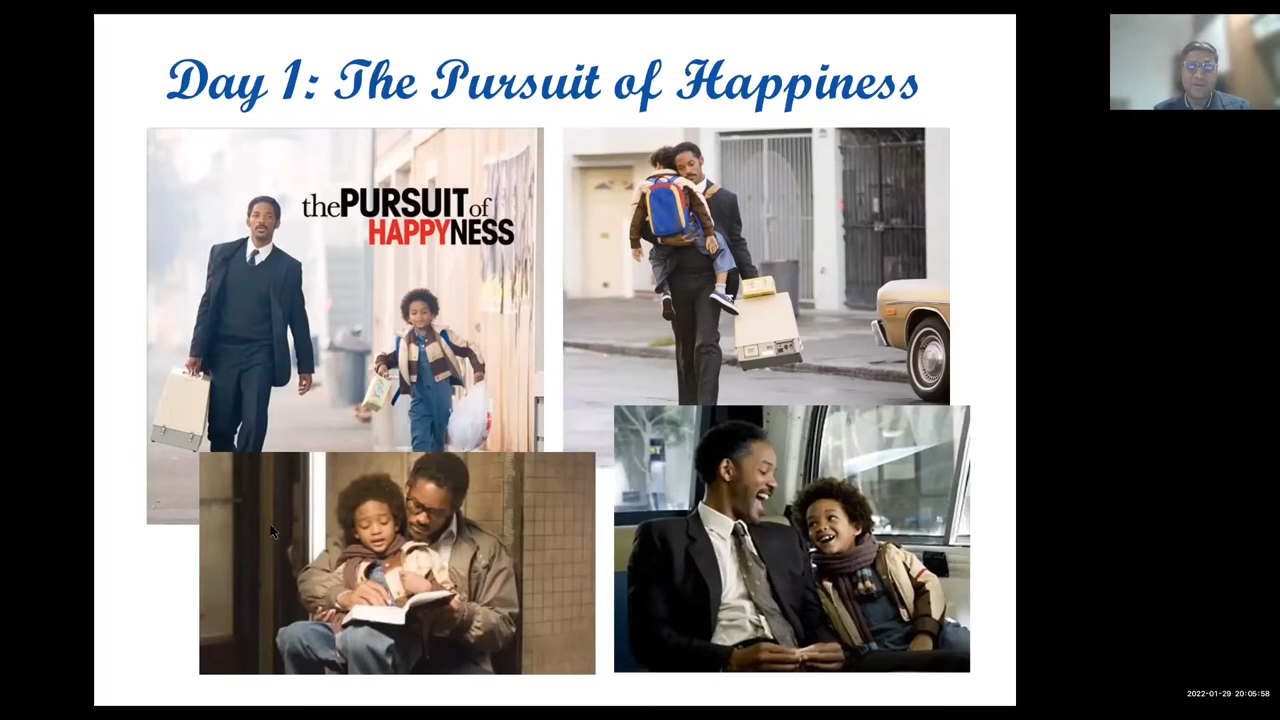 Day 1: The Pursuit of Happiness
the PURSUIT of
HAPPYNESS
2022-01-29 20:05:58